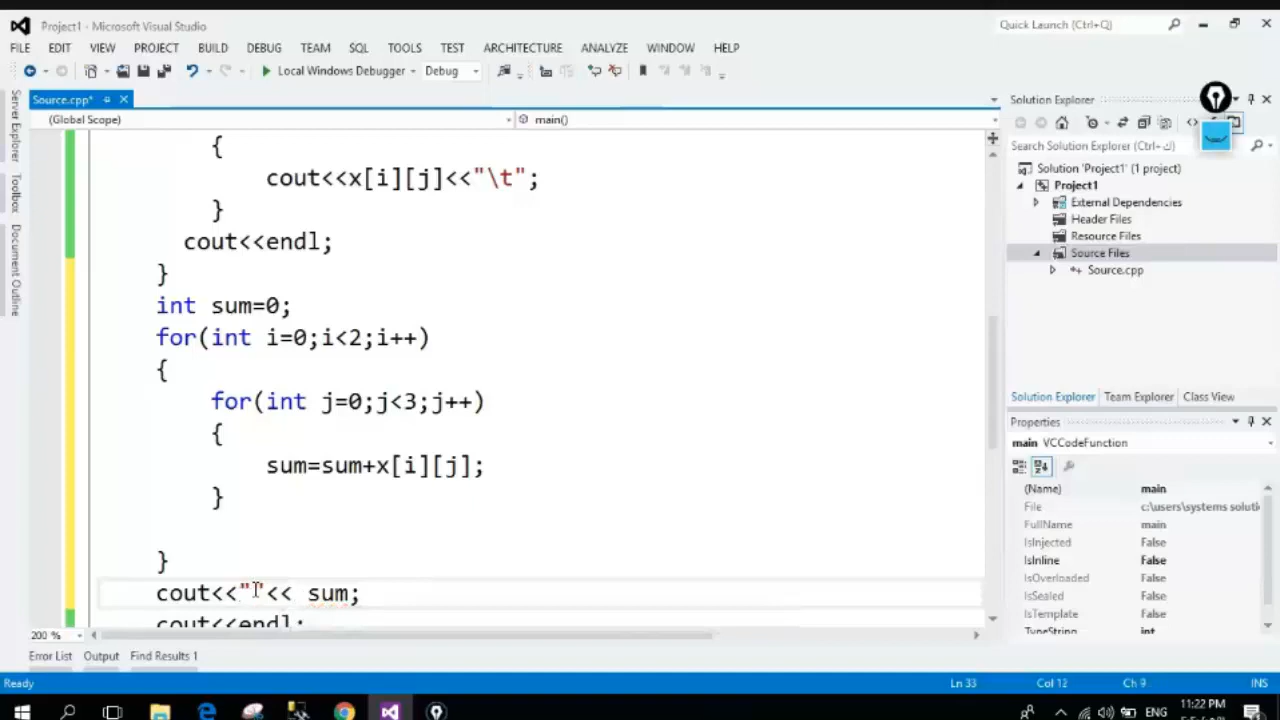 Project1 - Microsoft Visual Studio
Quick Launch (Ctrl+Q)
FILE EDIT VIEW PROJECT BUILD DEBUG TEAM SQL TOOLS TEST ARCHITECTURE ANALYZE WINDOW HELP
Local Windows Debugger Debug
Source.cpp*
(Global Scope) main()
Server Explorer
Toolbox
Document Outline
{
cout<<x[i][j]<<"\t";
}
cout<<endl;
}
int sum=0;
for(int i=0;i<2;i++)
{
for(int j=0;j<3;j++)
{
sum=sum+x[i][j];
}
}
cout<<" "<< sum;
cout<<endl;
200 %
Solution Explorer
Search Solution Explorer (Ctrl+ك)
Solution 'Project1' (1 project)
Project1
External Dependencies
Header Files
Resource Files
Source Files
Source.cpp
Solution Explorer Team Explorer Class View
Properties
main VCCodeFunction
(Name) main
File c:\users\systems soluti
FullName main
IsInjected False
IsInline False
IsOverloaded False
IsSealed False
IsTemplate False
TypeString int
Error List Output Find Results 1
Ready Ln 33 Col 12 Ch 9 INS
ENG 11:22 PM